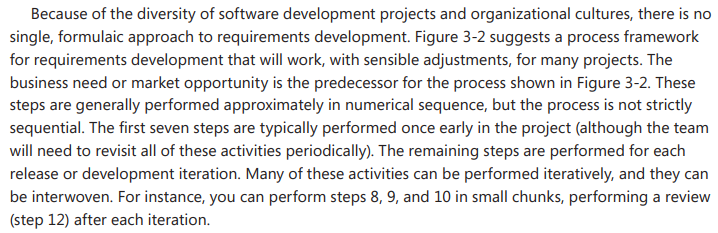 Because of the diversity of software development projects and organizational cultures, there is no
single, formulaic approach to requirements development. Figure 3-2 suggests a process framework
for requirements development that will work, with sensible adjustments, for many projects. The
business need or market opportunity is the predecessor for the process shown in Figure 3-2. These
steps are generally performed approximately in numerical sequence, but the process is not strictly
sequential. The first seven steps are typically performed once early in the project (although the team
will need to revisit all of these activities periodically). The remaining steps are performed for each
release or development iteration. Many of these activities can be performed iteratively, and they can
be interwoven. For instance, you can perform steps 8, 9, and 10 in small chunks, performing a review
(step 12) after each iteration.